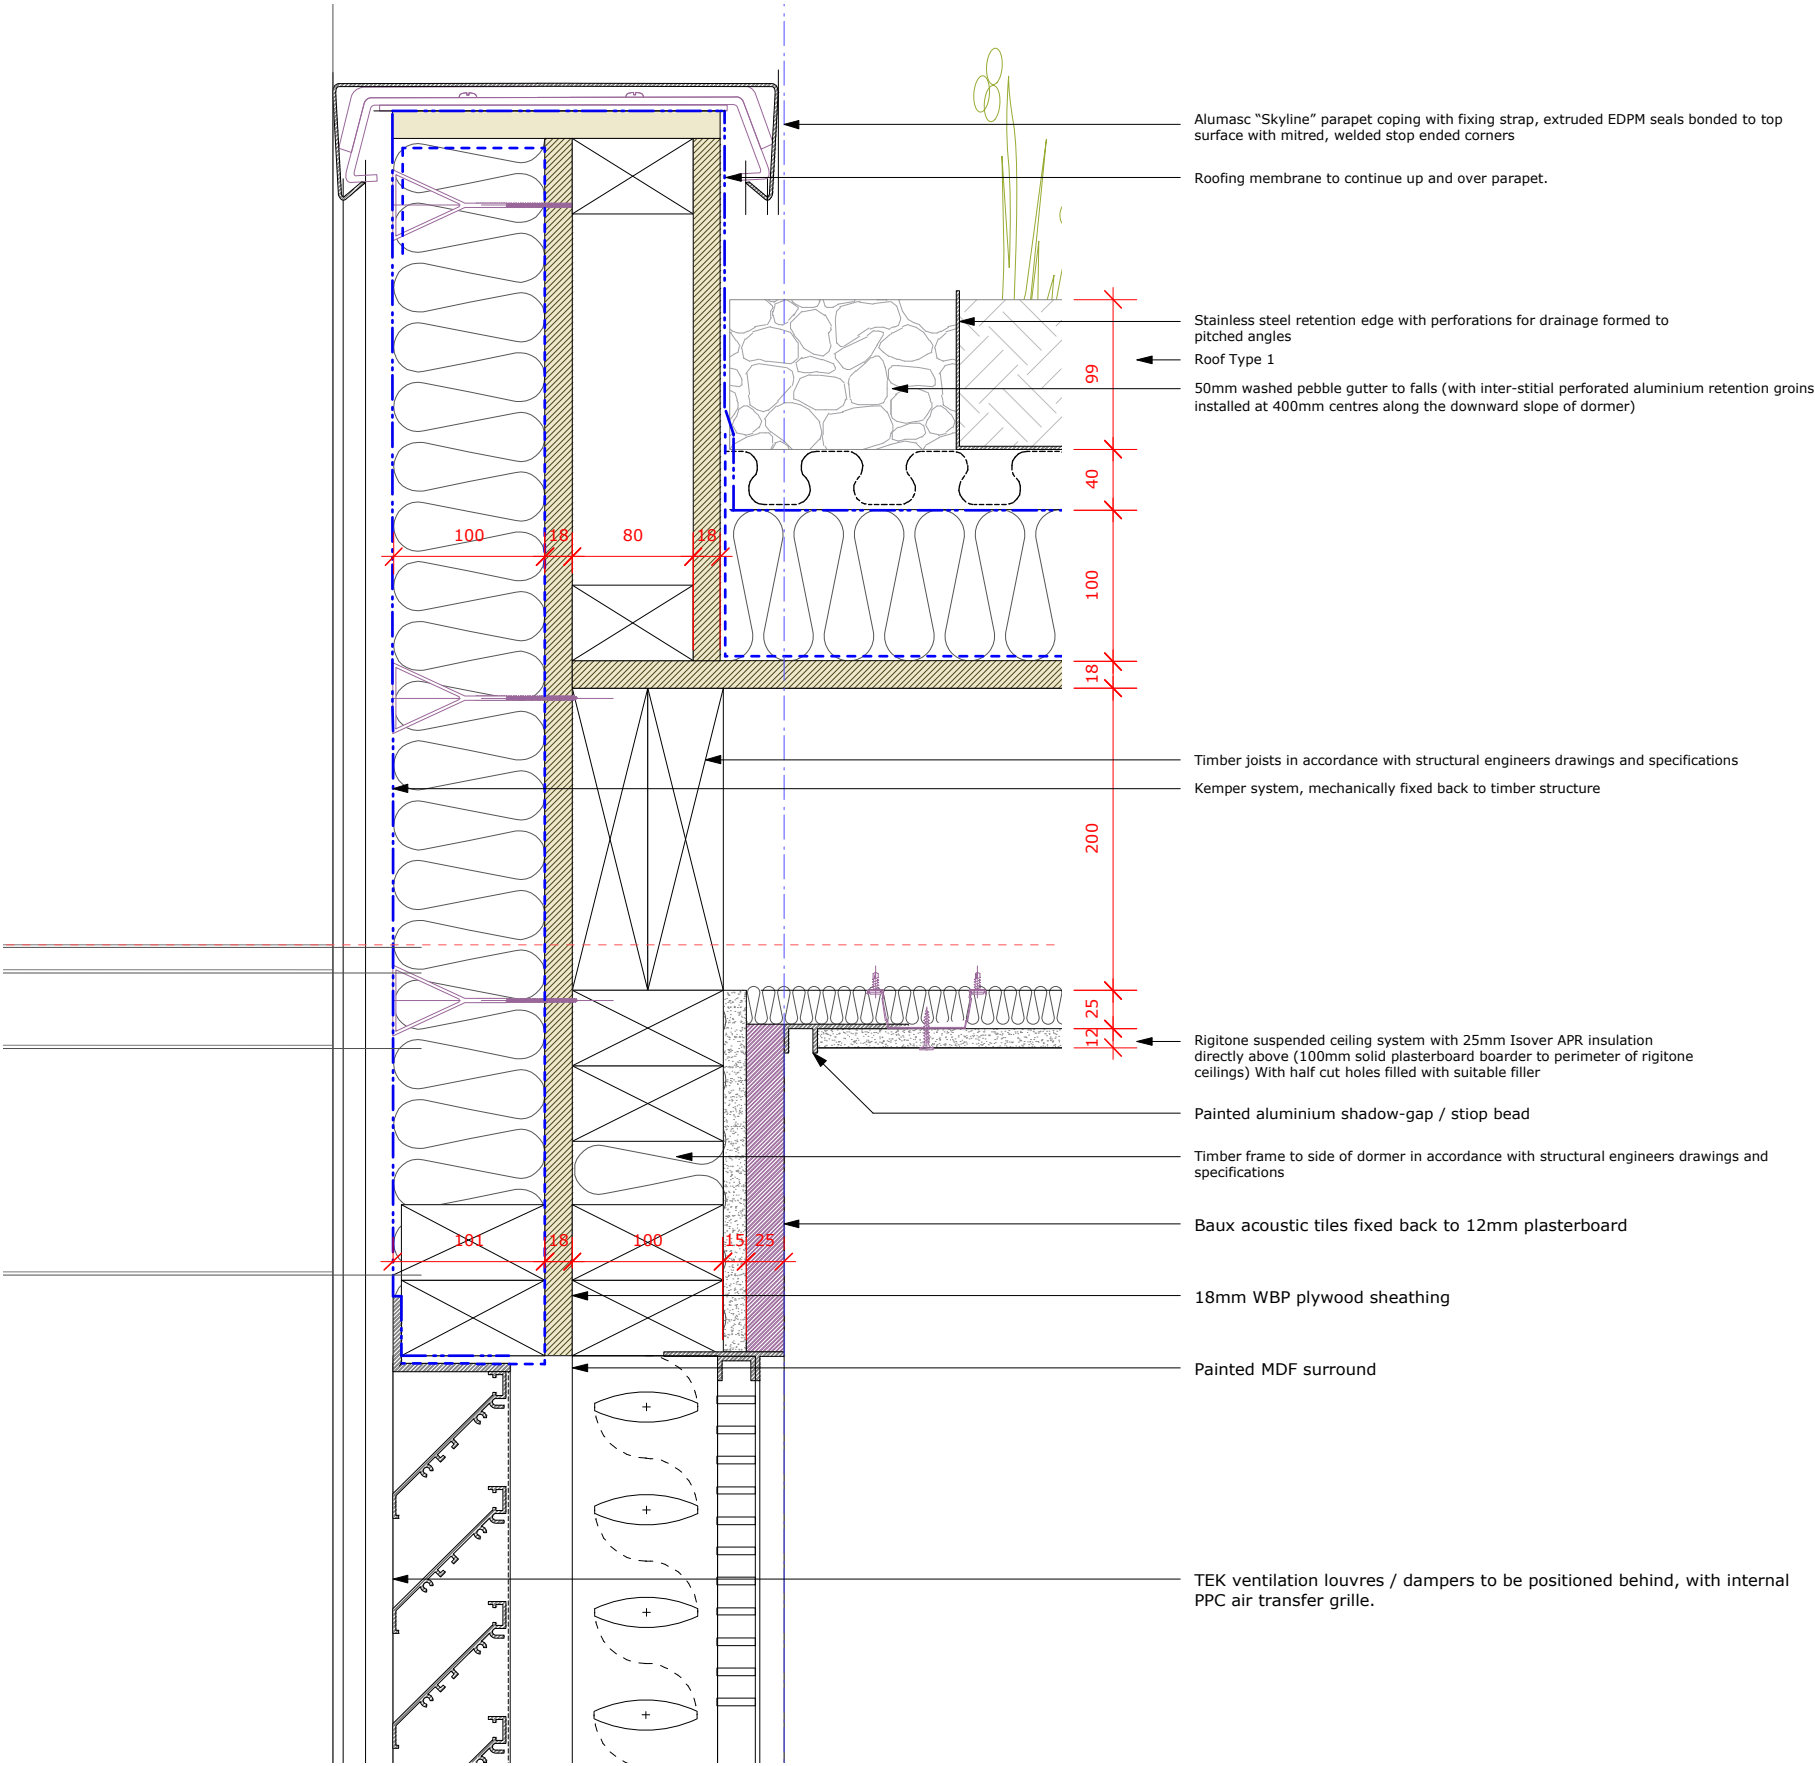 Alumasc “Skyline” parapet coping with fixing strap, extruded EDPM seals bonded to top
surface with mitred, welded stop ended corners
Roofing membrane to continue up and over parapet.
Stainless steel retention edge with perforations for drainage formed to
pitched angles
Roof Type 1
99
50mm washed pebble gutter to falls (with inter-stitial perforated aluminium retention groins
installed at 400mm centres along the downward slope of dormer)
40
100 18 80 18
100
18
Timber joists in accordance with structural engineers drawings and specifications
Kemper system, mechanically fixed back to timber structure
200
25
12
Rigitone suspended ceiling system with 25mm Isover APR insulation
directly above (100mm solid plasterboard boarder to perimeter of rigitone
ceilings) With half cut holes filled with suitable filler
Painted aluminium shadow-gap / stiop bead
Timber frame to side of dormer in accordance with structural engineers drawings and
specifications
Baux acoustic tiles fixed back to 12mm plasterboard
101 18 100 15 25
18mm WBP plywood sheathing
Painted MDF surround
TEK ventilation louvres / dampers to be positioned behind, with internal
PPC air transfer grille.